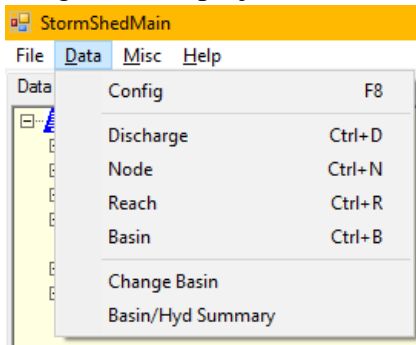 StormShedMain
File Data Misc Help
Data
Config F8
Discharge Ctrl+D
Node Ctrl+N
Reach Ctrl+R
Basin Ctrl+B
Change Basin
Basin/Hyd Summary